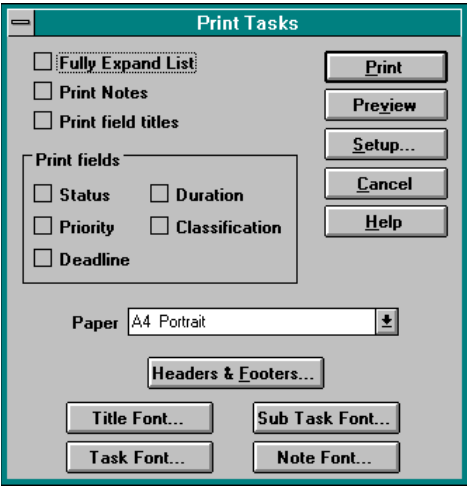 Print Tasks
Fully Expand List
Print Notes
Print field titles
Print
Preview
Setup...
Cancel
Help
Print fields
Status
Duration
Priority
Classification
Deadline
Paper
A4 Portrait
Headers & Footers...
Title Font...
Sub Task Font...
Task Font...
Note Font...